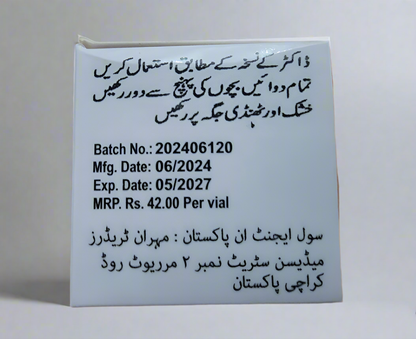 ڈاکٹر کے نسخہ کے مطابق استعمال کریں
تمام دوائیں بچوں کی پہنچ سے دور رکھیں
خشک اور ٹھنڈی جگہ پر رکھیں
Batch No.: 202406120
Mfg. Date: 06/2024
Exp. Date: 05/2027
MRP. Rs. 42.00 Per vial
سول ایجنٹ ان پاکستان : مہران ٹریڈرز
میڈیسن سٹریٹ نمبر ۲ مرریوٹ روڈ
کراچی پاکستان